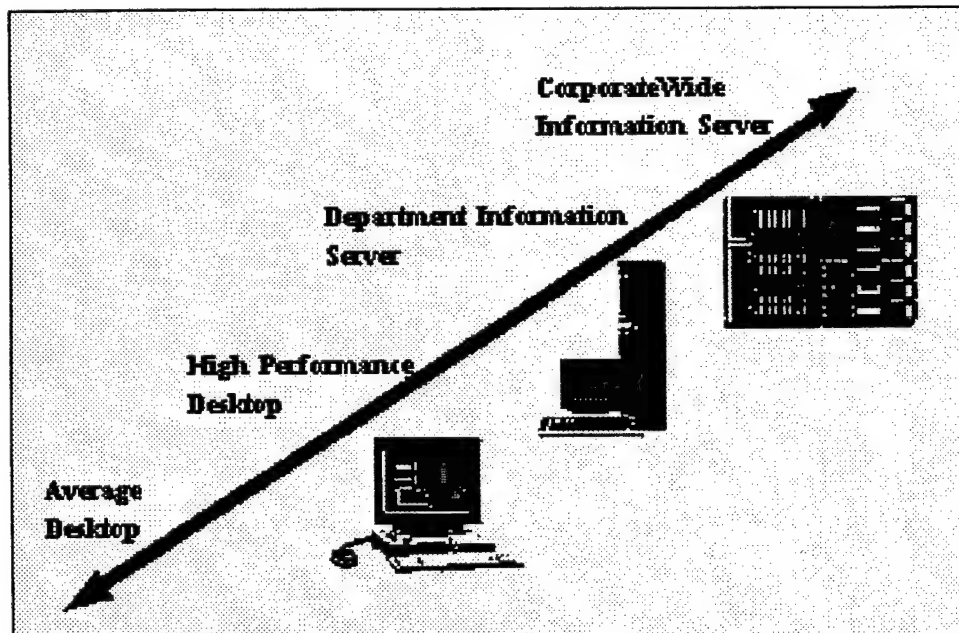 CorporateWide
Information Server
Department Information
Server
High Performance
Desktop
Average
Desktop